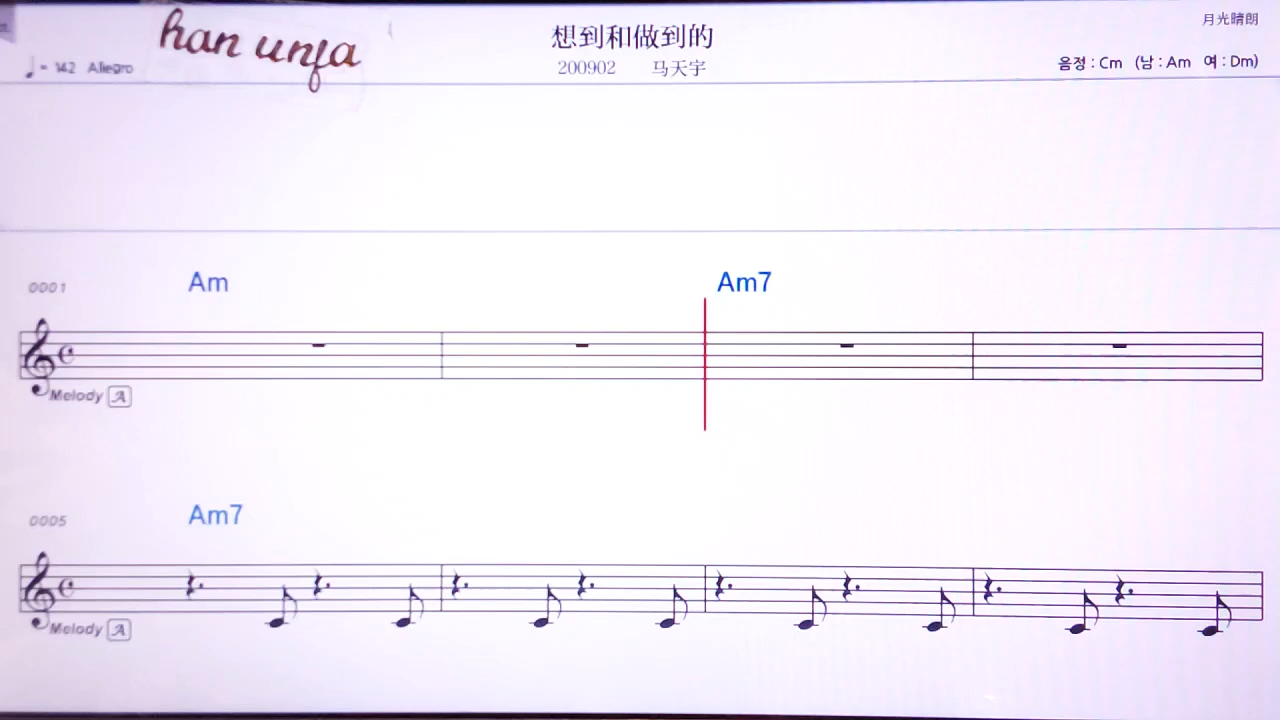 han unfa
想到和做到的
月光晴朗
♩= 142 Allegro
200902 马天宇
음정 : Cm (남 : Am 여 : Dm)
0001
Am
Am7
Melody A
0005
Am7
Melody A